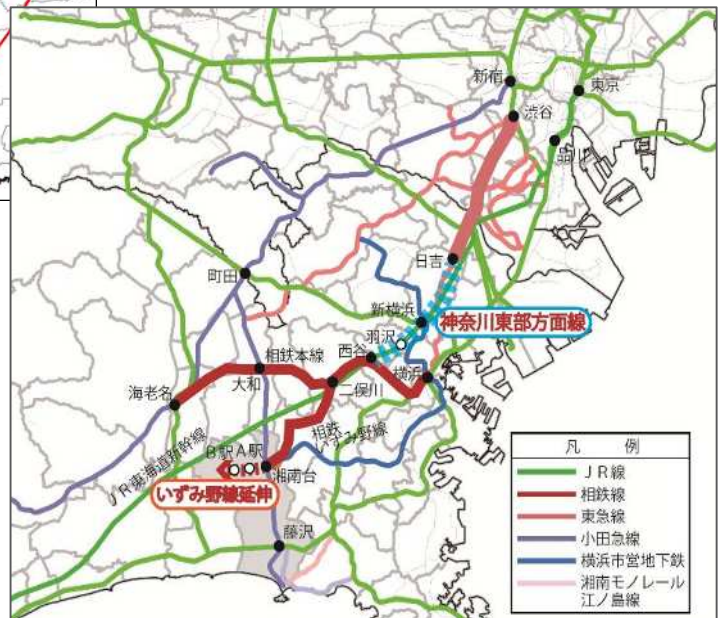 新宿
東京
渋谷
品川
日吉
町田
新横浜
神奈川東部方面線
羽沢
西谷
相鉄本線
横浜
大和
二俣川
海老名
相鉄
いずみ野線
JR東海道新幹線
B駅A駅
湘南台
いずみ野線延伸
藤沢
凡 例
JR線
相鉄線
東急線
小田急線
横浜市営地下鉄
湘南モノレール
江ノ島線